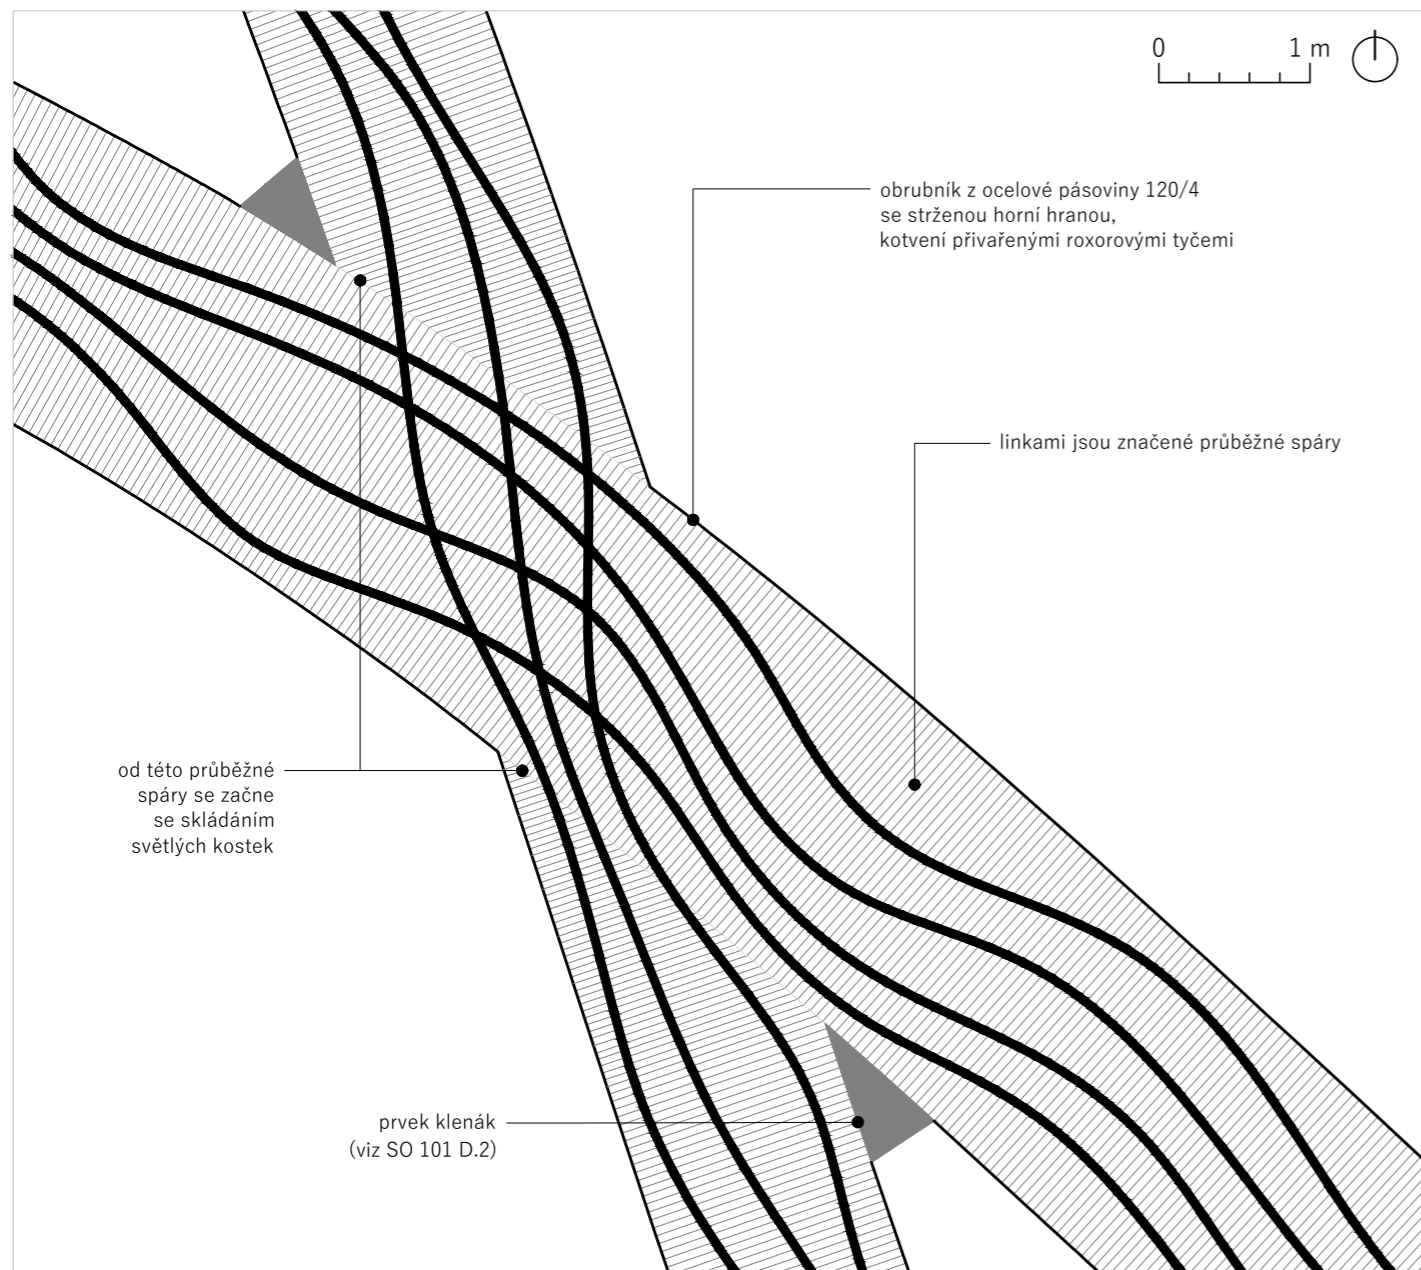 0 1 m
obrubník z ocelové pásoviny 120/4
se strženou horní hranou,
kotvení přivařenými roxorovými tyčemi
linkami jsou značené průběžné spáry
od této průběžné
spáry se začne
se skládáním
světlých kostek
prvek klenák
(viz SO 101 D.2)